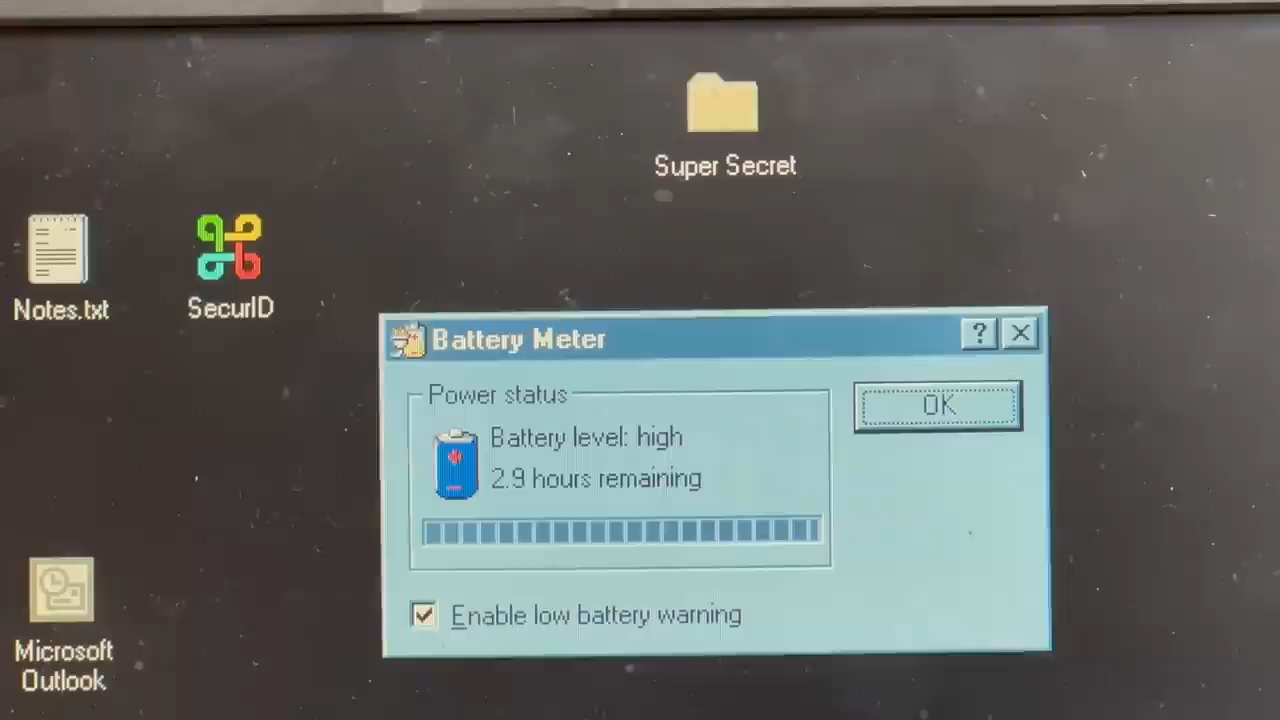 Super Secret
Notes.txt
SecurID
Battery Meter
?
Power status
OK
Battery level: high
2.9 hours remaining
Enable low battery warning
Microsoft
Outlook